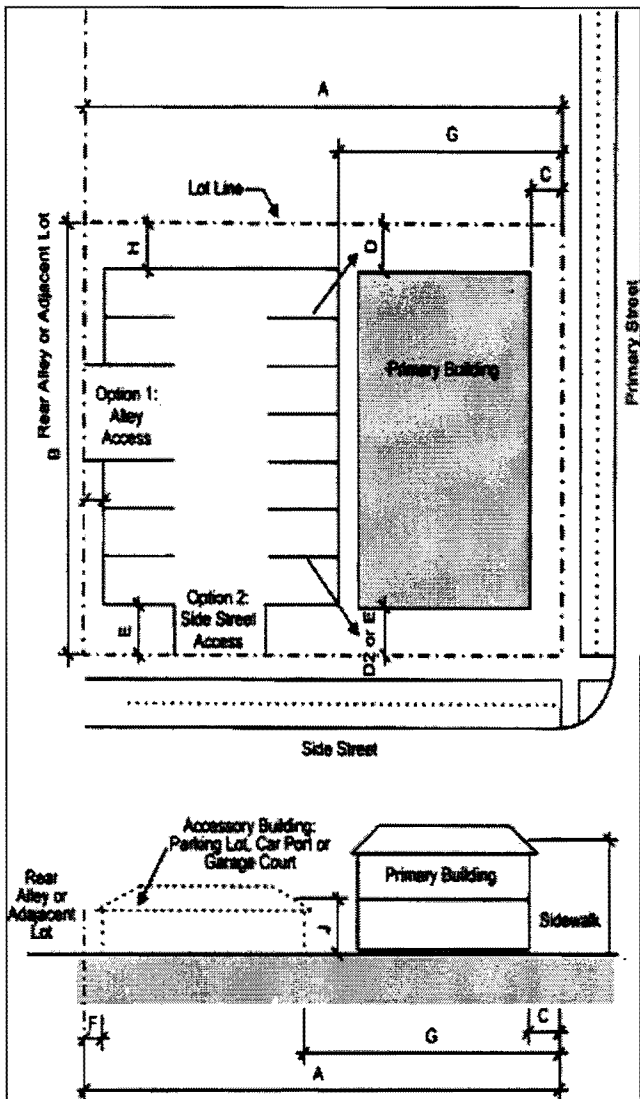 A
G
C
Lot Line
H
D
Rear Alley or Adjacent Lot
B
Primary Building
Primary Street
Option 1:
Alley
Access
Option 2:
Side Street
Access
E
D2 or E
Side Street
Accessory Building:
Parking Lot, Car Port or
Garage Court
Rear
Alley or
Adajacent
Lot
Primary Building
Sidewalk
J
F
C
G
A